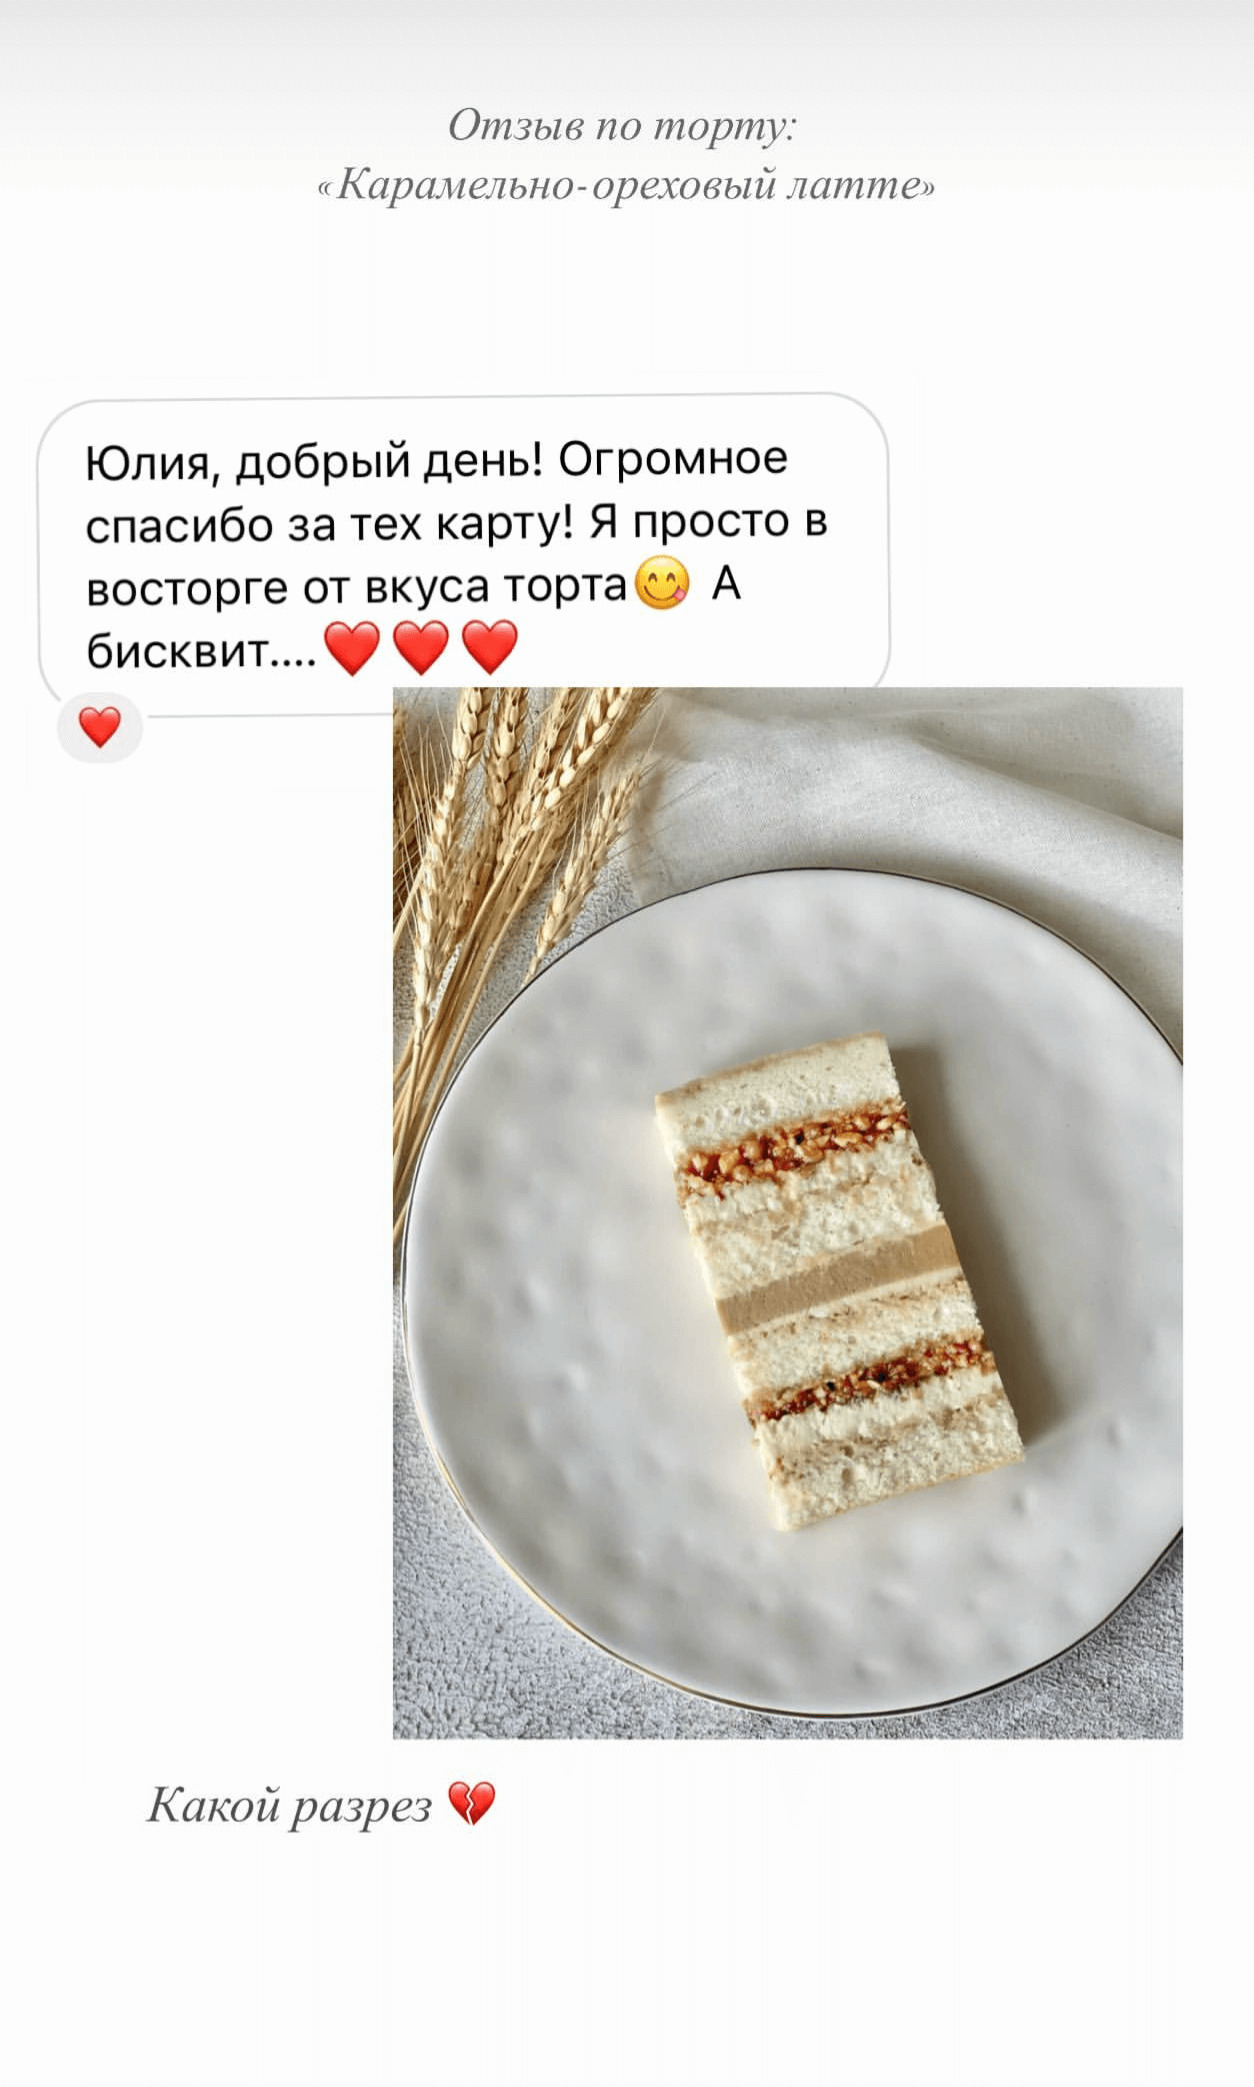 Отзыв по торту:
«Карамельно-ореховый латте»
Юлия, добрый день! Огромное
спасибо за тех карту! Я просто в
восторге от вкуса торта😋 А
бисквит....❤️❤️❤️
❤️
Какой разрез 💔